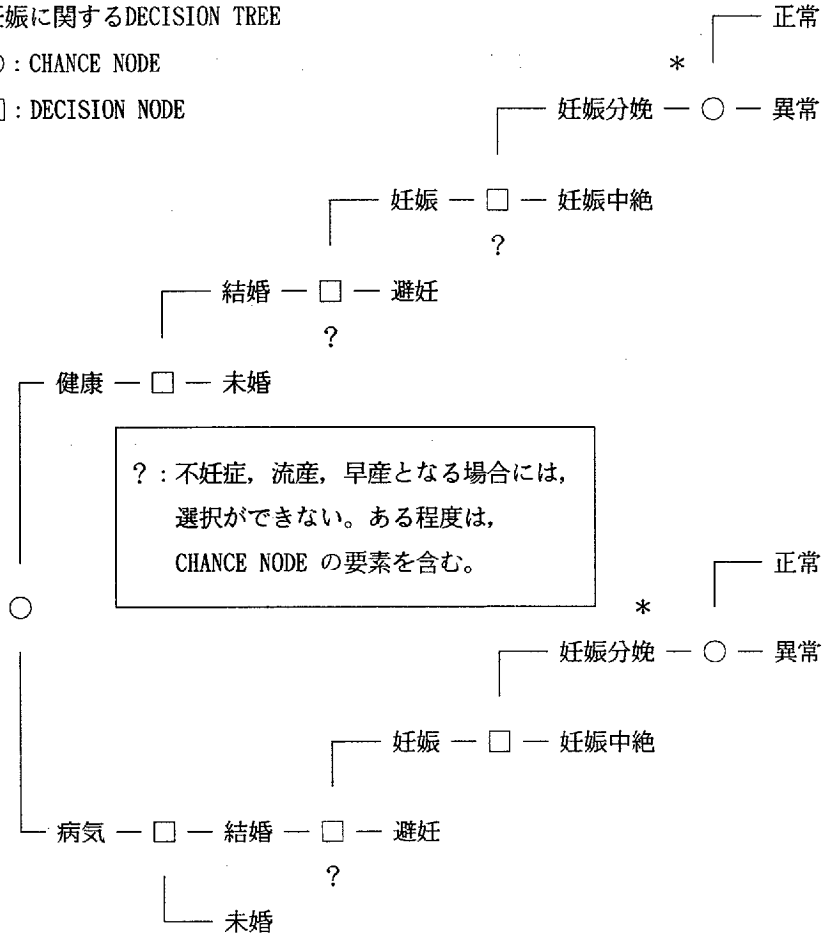 妊娠に関するDECISION TREE
○ : CHANCE NODE
□ : DECISION NODE
正常
*
妊娠分娩 — ○ — 異常
妊娠 — □ — 妊娠中絶
?
結婚 — □ — 避妊
?
健康 — □ — 未婚
? : 不妊症, 流産, 早産となる場合には,
選択ができない。ある程度は,
CHANCE NODE の要素を含む。
正常
○
*
妊娠分娩 — ○ — 異常
妊娠 — □ — 妊娠中絶
病気 — □ — 結婚 — □ — 避妊
?
未婚